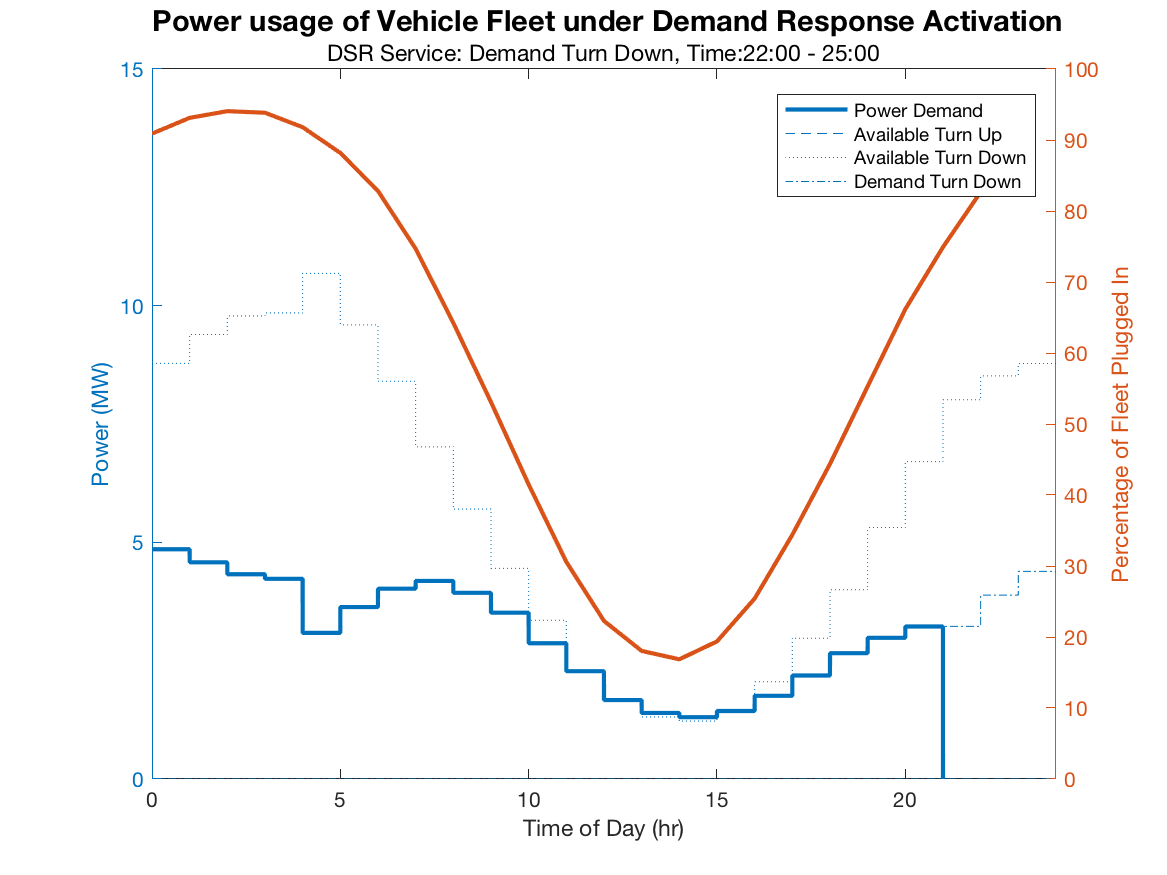 Power usage of Vehicle Fleet under Demand Response Activation
DSR Service: Demand Turn Down, Time:22:00 - 25:00
15
10
5
0
Power (MW)
Power Demand
Available Turn Up
Available Turn Down
Demand Turn Down
100
90
80
70
60
50
40
30
20
10
0
Percentage of Fleet Plugged In
0
5
10
15
20
Time of Day (hr)